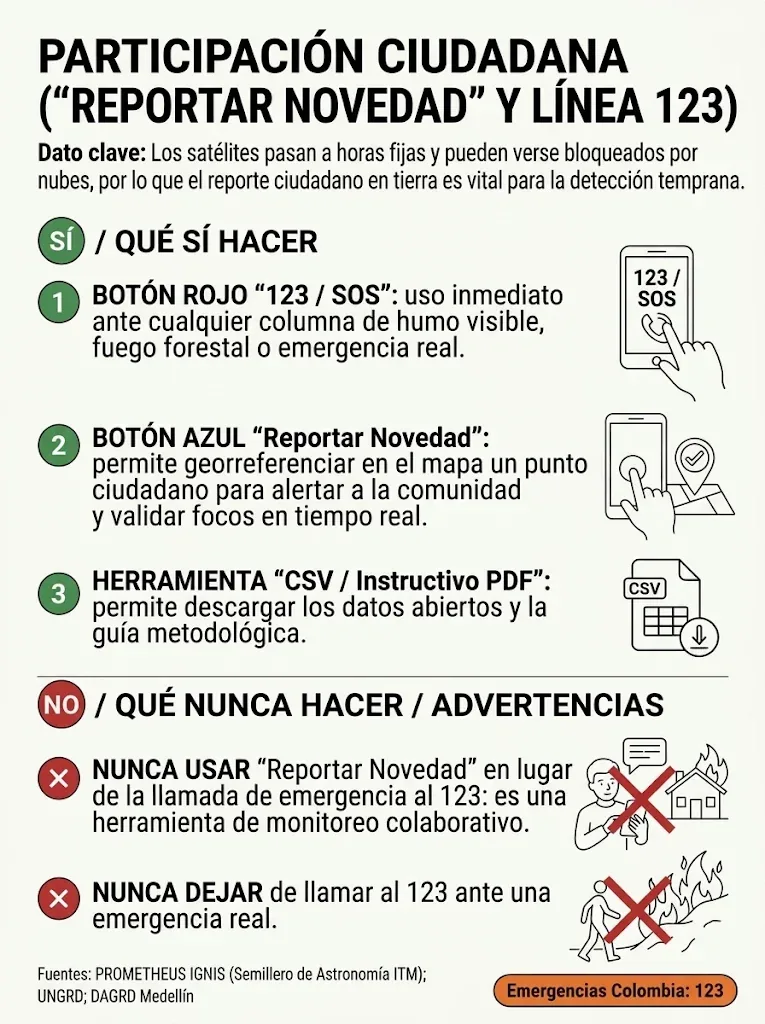 PARTICIPACIÓN CIUDADANA
(“REPORTAR NOVEDAD” Y LÍNEA 123)
Dato clave: Los satélites pasan a horas fijas y pueden verse bloqueados por
nubes, por lo que el reporte ciudadano en tierra es vital para la detección temprana.
SÍ / QUÉ SÍ HACER
1 BOTÓN ROJO “123 / SOS”: uso inmediato
ante cualquier columna de humo visible,
fuego forestal o emergencia real.
123 /
SOS
2 BOTÓN AZUL “Reportar Novedad”:
permite georreferenciar en el mapa un punto
ciudadano para alertar a la comunidad
y validar focos en tiempo real.
3 HERRAMIENTA “CSV / Instructivo PDF”:
permite descargar los datos abiertos y la
guía metodológica.
CSV
NO / QUÉ NUNCA HACER / ADVERTENCIAS
NUNCA USAR “Reportar Novedad” en lugar
de la llamada de emergencia al 123: es una
herramienta de monitoreo colaborativo.
NUNCA DEJAR de llamar al 123 ante una
emergencia real.
Fuentes: PROMETHEUS IGNIS (Semillero de Astronomía ITM);
UNGRD; DAGRD Medellín
Emergencias Colombia: 123